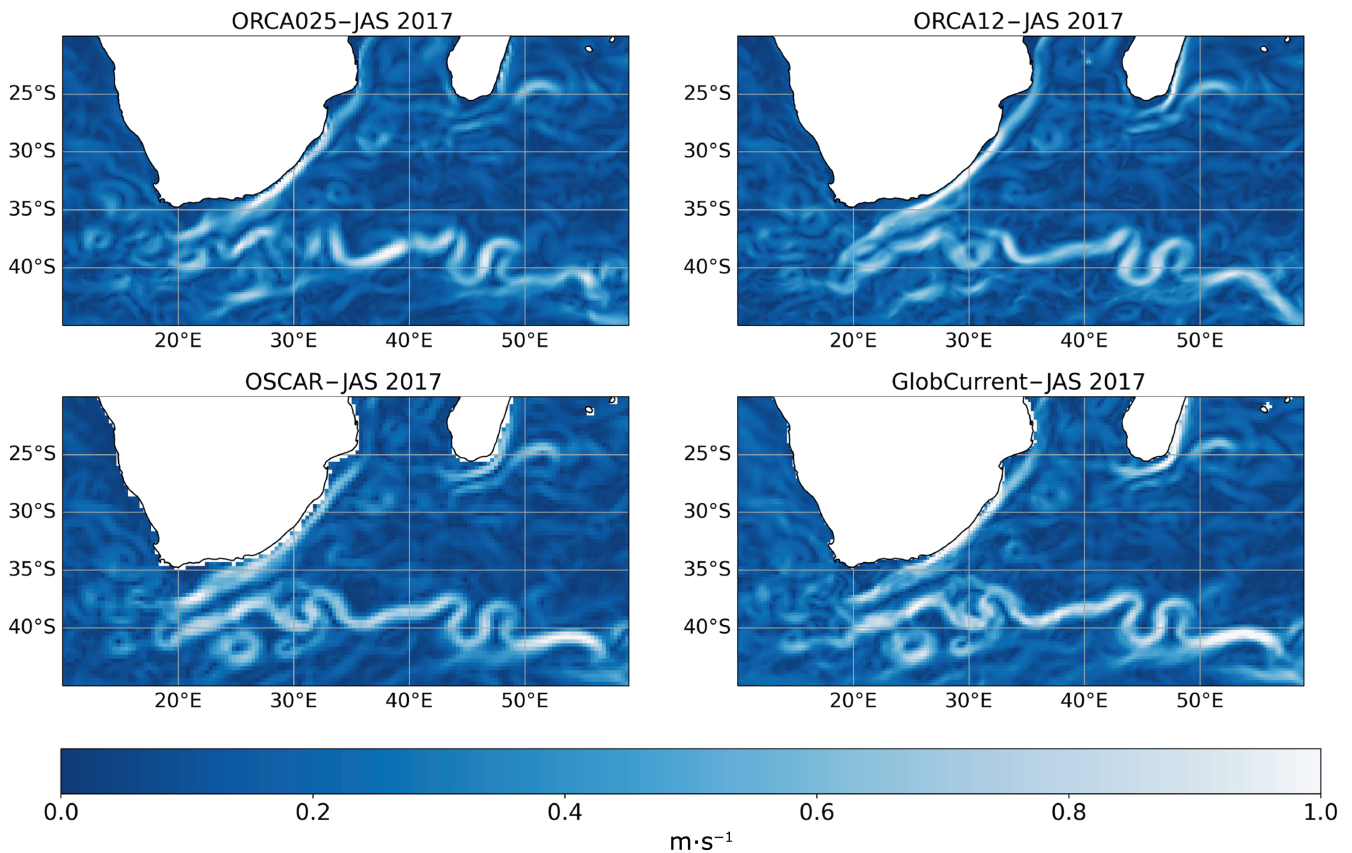 ORCA025−JAS 2017
ORCA12−JAS 2017
25°S
30°S
35°S
40°S
20°E 30°E 40°E 50°E
25°S
30°S
35°S
40°S
20°E 30°E 40°E 50°E
OSCAR−JAS 2017
GlobCurrent−JAS 2017
25°S
30°S
35°S
40°S
20°E 30°E 40°E 50°E
25°S
30°S
35°S
40°S
20°E 30°E 40°E 50°E
0.0 0.2 0.4 0.6 0.8 1.0
m·s⁻¹